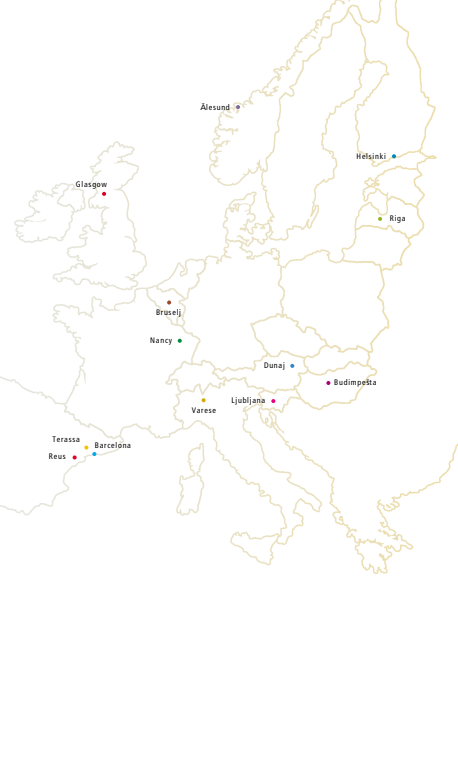 Ålesund
Helsinki
Glasgow
Riga
Bruselj
Nancy
Dunaj
Budimpešta
Ljubljana
Varese
Terassa
Barcelona
Reus